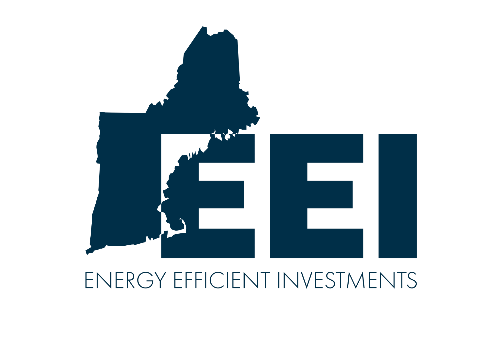 EEI
ENERGY EFFICIENT INVESTMENTS